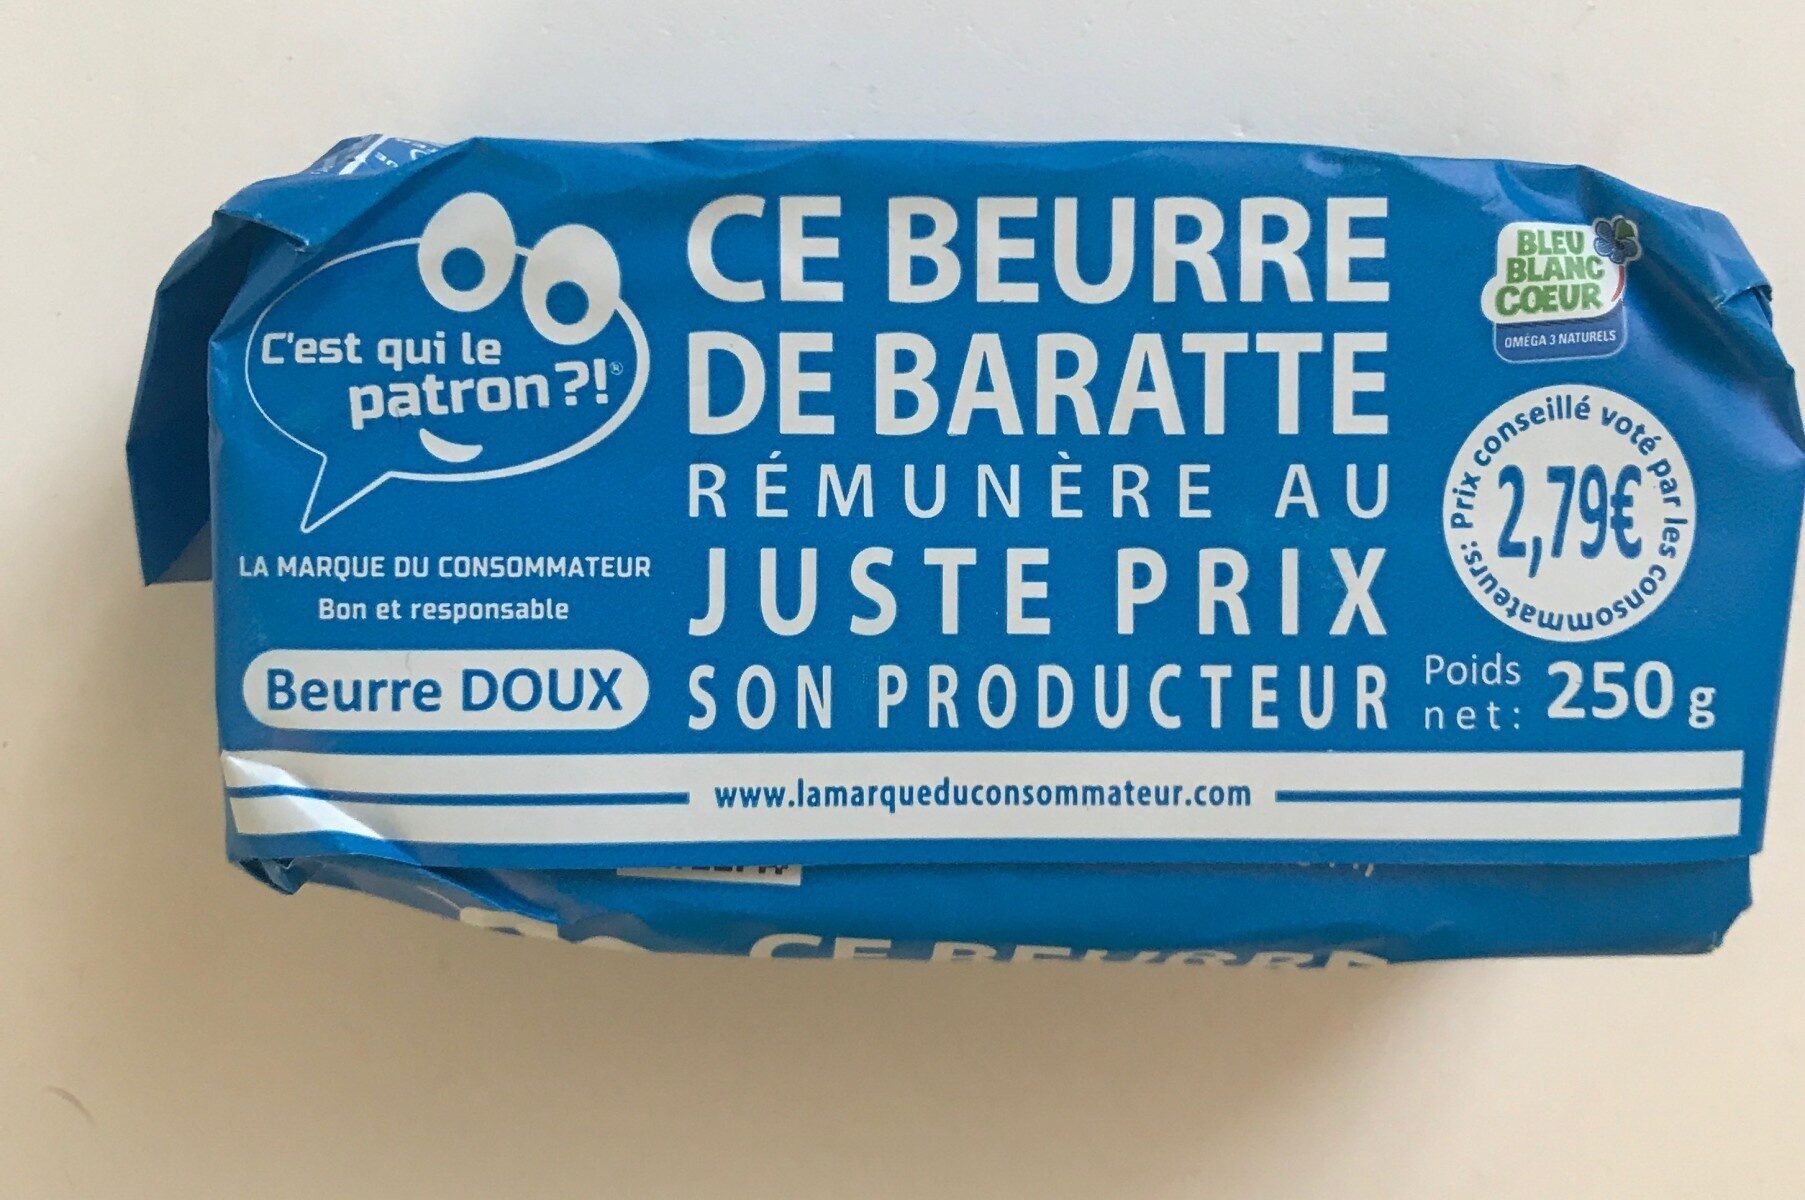 C'est qui le
patron?!®
LA MARQUE DU CONSOMMATEUR
Bon et responsable
Beurre DOUX
CE BEURRE
DE BARATTE
RÉMUNÈRE AU
JUSTE PRIX
SON PRODUCTEUR
BLEU
BLANC
COEUR
OMÉGA 3 NATURELS
Prix conseillé voté par les consommateurs:
2,79€
Poids
net:
250 g
www.lamarqueduconsommateur.com
CE BEURRE